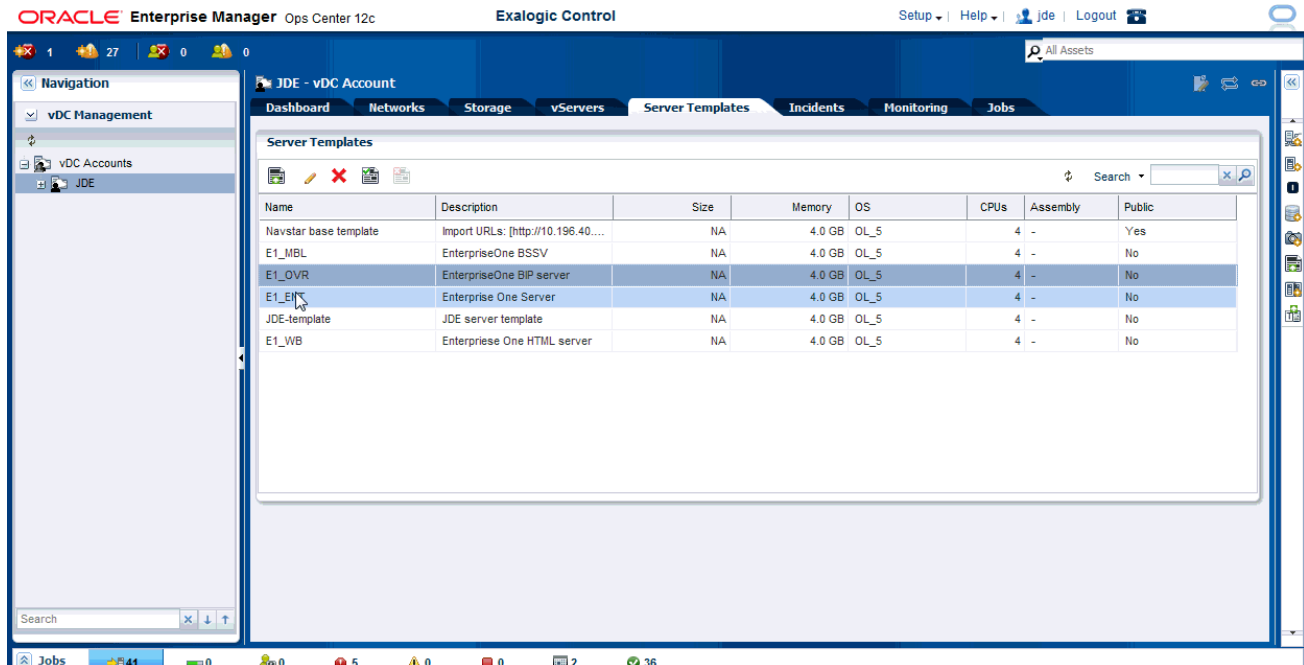 ORACLE Enterprise Manager Ops Center 12c Exalogic Control Setup | Help | jde | Logout
1 27 0 0 All Assets
Navigation
vDC Management
vDC Accounts
JDE
Search
JDE - vDC Account
Dashboard Networks Storage vServers Server Templates Incidents Monitoring Jobs
Server Templates
Search
Name Description Size Memory OS CPUs Assembly Public
Navstar base template Import URLs: [http://10.196.40.... NA 4.0 GB OL_5 4 - Yes
E1_MBL EnterpriseOne BSSV NA 4.0 GB OL_5 4 - No
E1_OVR EnterpriseOne BIP server NA 4.0 GB OL_5 4 - No
E1_ENT Enterprise One Server NA 4.0 GB OL_5 4 - No
JDE-template JDE server template NA 4.0 GB OL_5 4 - No
E1_WB Enterpriese One HTML server NA 4.0 GB OL_5 4 - No
Jobs 41 0 0 5 0 0 2 36